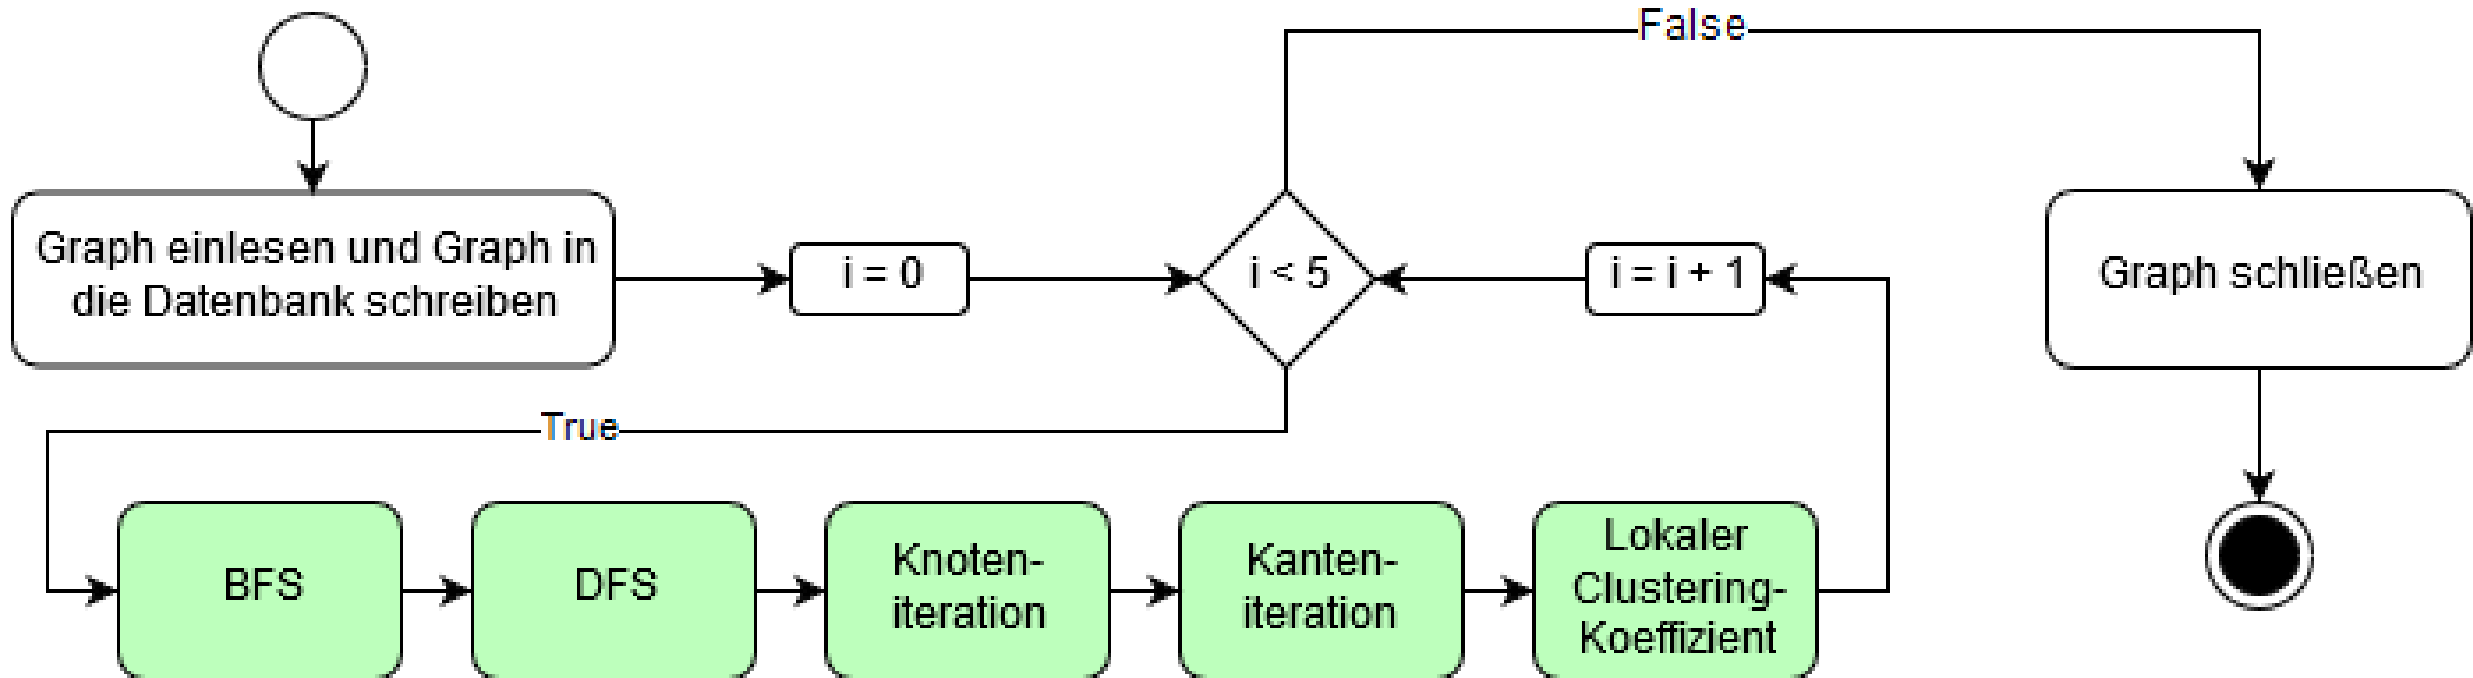 False
Graph einlesen und Graph in
die Datenbank schreiben
i = 0
i < 5
i = i + 1
Graph schließen
True
BFS
DFS
Knoten-
iteration
Kanten-
iteration
Lokaler
Clustering-
Koeffizient